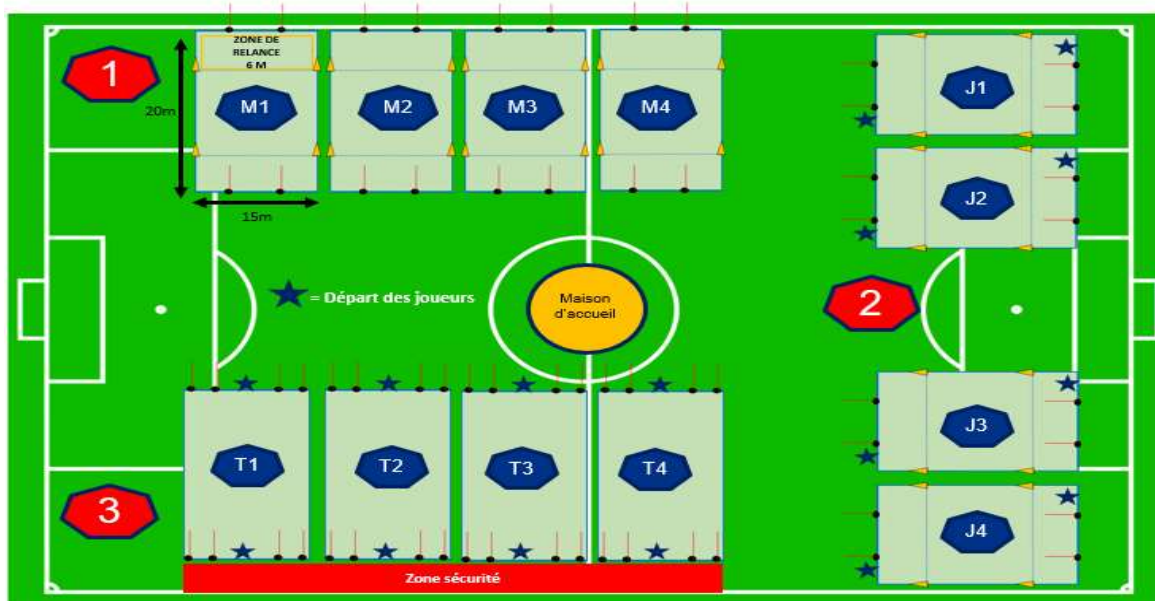 1
ZONE DE
RELANCE
6 M
M1
M2
M3
M4
J1
20m
15m
J2
★ = Départ des joueurs
Maison
d'accueil
2
T1
T2
T3
T4
J3
3
J4
Zone sécurité